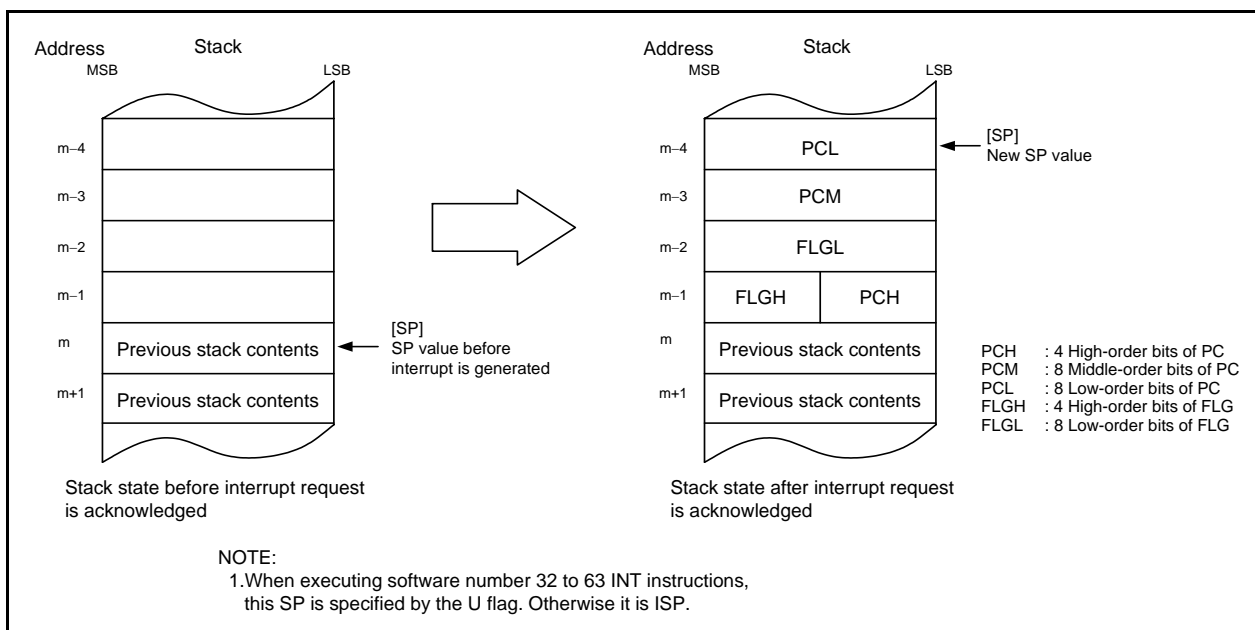 Address Stack
MSB LSB
m−4
m−3
m−2
m−1
m Previous stack contents
m+1 Previous stack contents
[SP]
SP value before
interrupt is generated
Stack state before interrupt request
is acknowledged
Address Stack
MSB LSB
m−4 PCL
m−3 PCM
m−2 FLGL
m−1 FLGH PCH
m Previous stack contents
m+1 Previous stack contents
[SP]
New SP value
Stack state after interrupt request
is acknowledged
PCH : 4 High-order bits of PC
PCM : 8 Middle-order bits of PC
PCL : 8 Low-order bits of PC
FLGH : 4 High-order bits of FLG
FLGL : 8 Low-order bits of FLG
NOTE:
1.When executing software number 32 to 63 INT instructions,
this SP is specified by the U flag. Otherwise it is ISP.